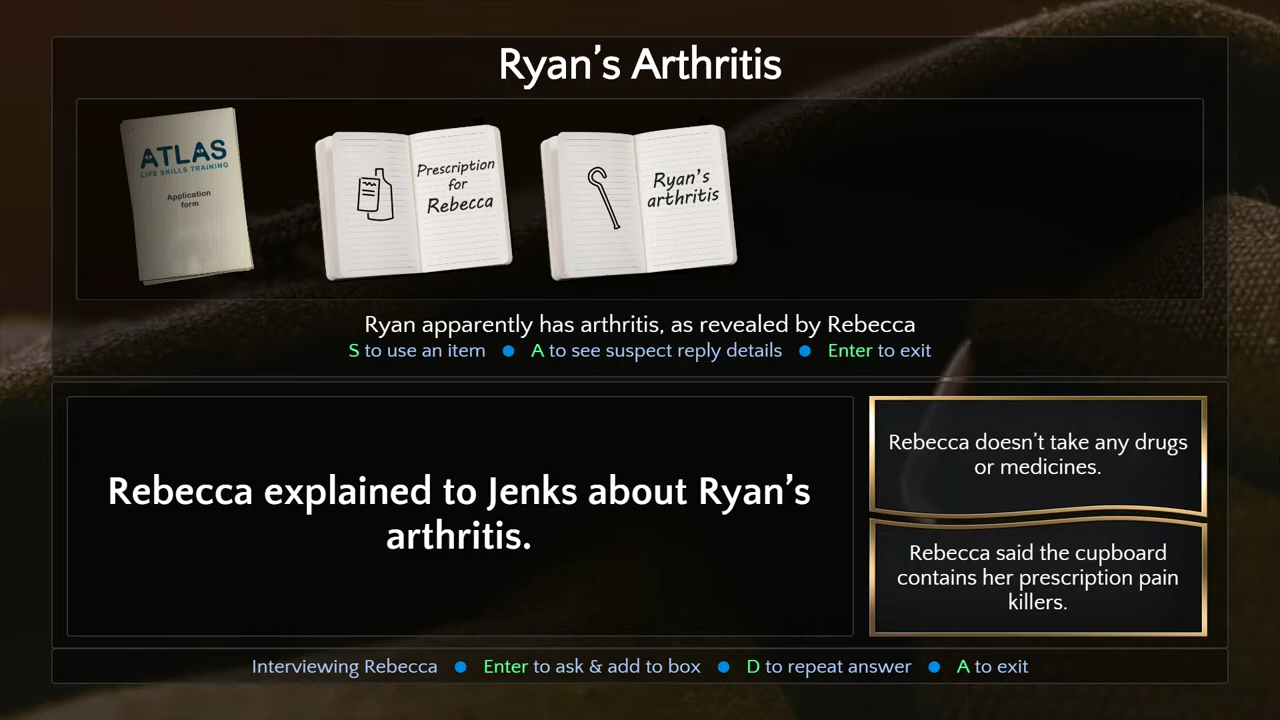 Ryan’s Arthritis
ATLAS
LIFE SKILLS TRAINING
Application
form
Prescription
for
Rebecca
Ryan’s
arthritis
Ryan apparently has arthritis, as revealed by Rebecca
S to use an item ● A to see suspect reply details ● Enter to exit
Rebecca explained to Jenks about Ryan’s
arthritis.
Rebecca doesn’t take any drugs
or medicines.
Rebecca said the cupboard
contains her prescription pain
killers.
Interviewing Rebecca ● Enter to ask & add to box ● D to repeat answer ● A to exit